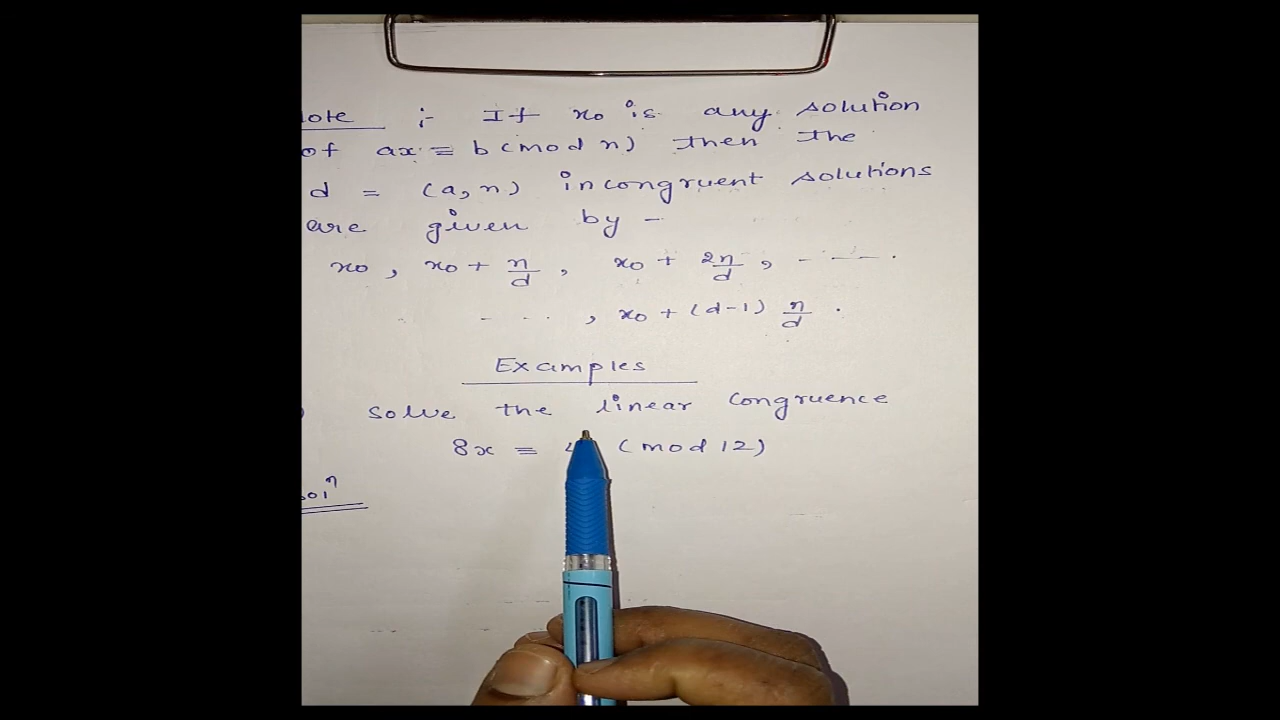 ote :- If x₀ is any solution
of ax ≡ b (mod n) then the
d = (a, n) incongruent solutions
are given by -
x₀, x₀ + n/d, x₀ + 2n/d, - - - - .
- - - - , x₀ + (d-1) n/d .
Examples
) Solve the linear congruence
8x ≡ (mod 12)
olⁿ